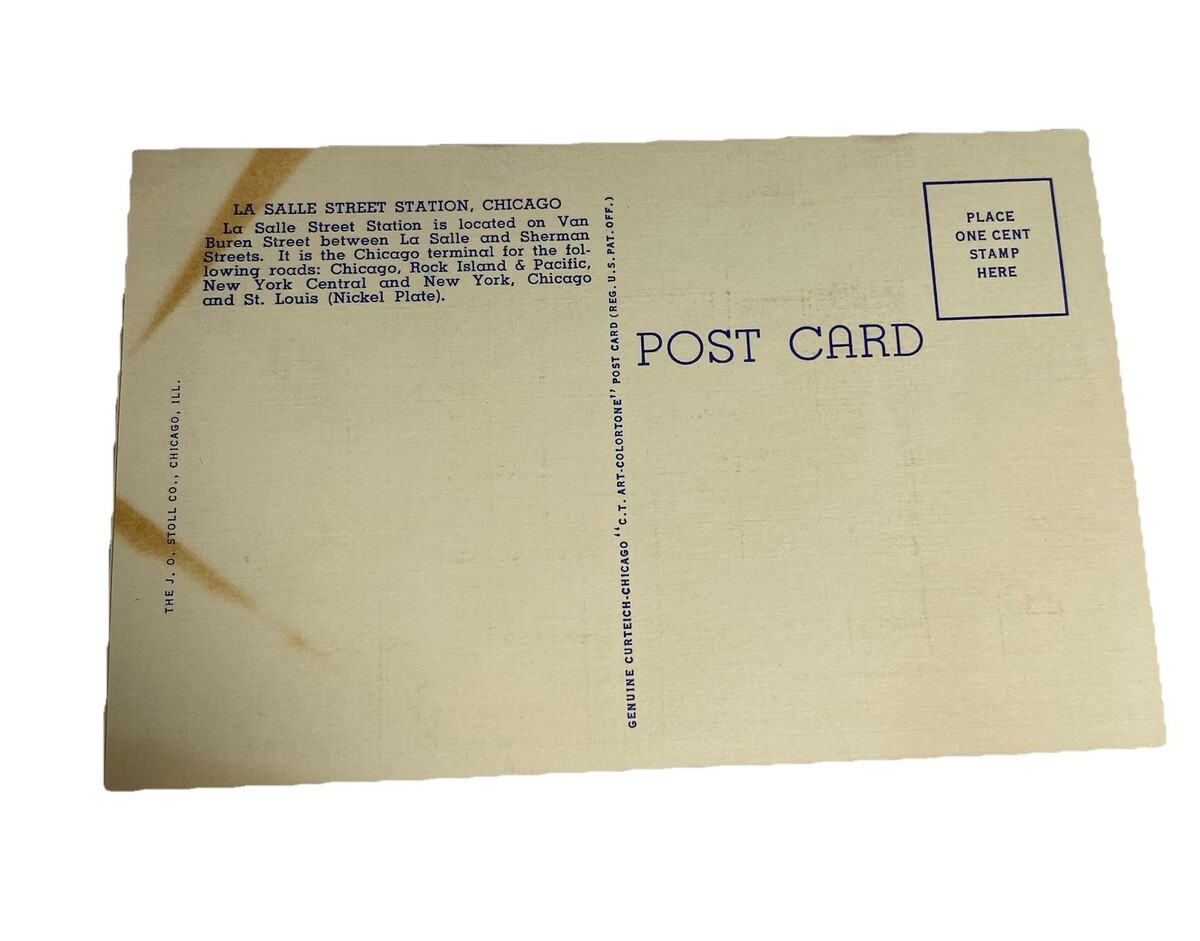 LA SALLE STREET STATION, CHICAGO
La Salle Street Station is located on Van
Buren Street between La Salle and Sherman
Streets. It is the Chicago terminal for the fol-
lowing roads: Chicago, Rock Island & Pacific,
New York Central and New York, Chicago
and St. Louis (Nickel Plate).
THE J. O. STOLL CO., CHICAGO, ILL.
GENUINE CURTEICH-CHICAGO "C.T. ART-COLORTONE" POST CARD (REG. U.S. PAT. OFF.)
POST CARD
PLACE
ONE CENT
STAMP
HERE